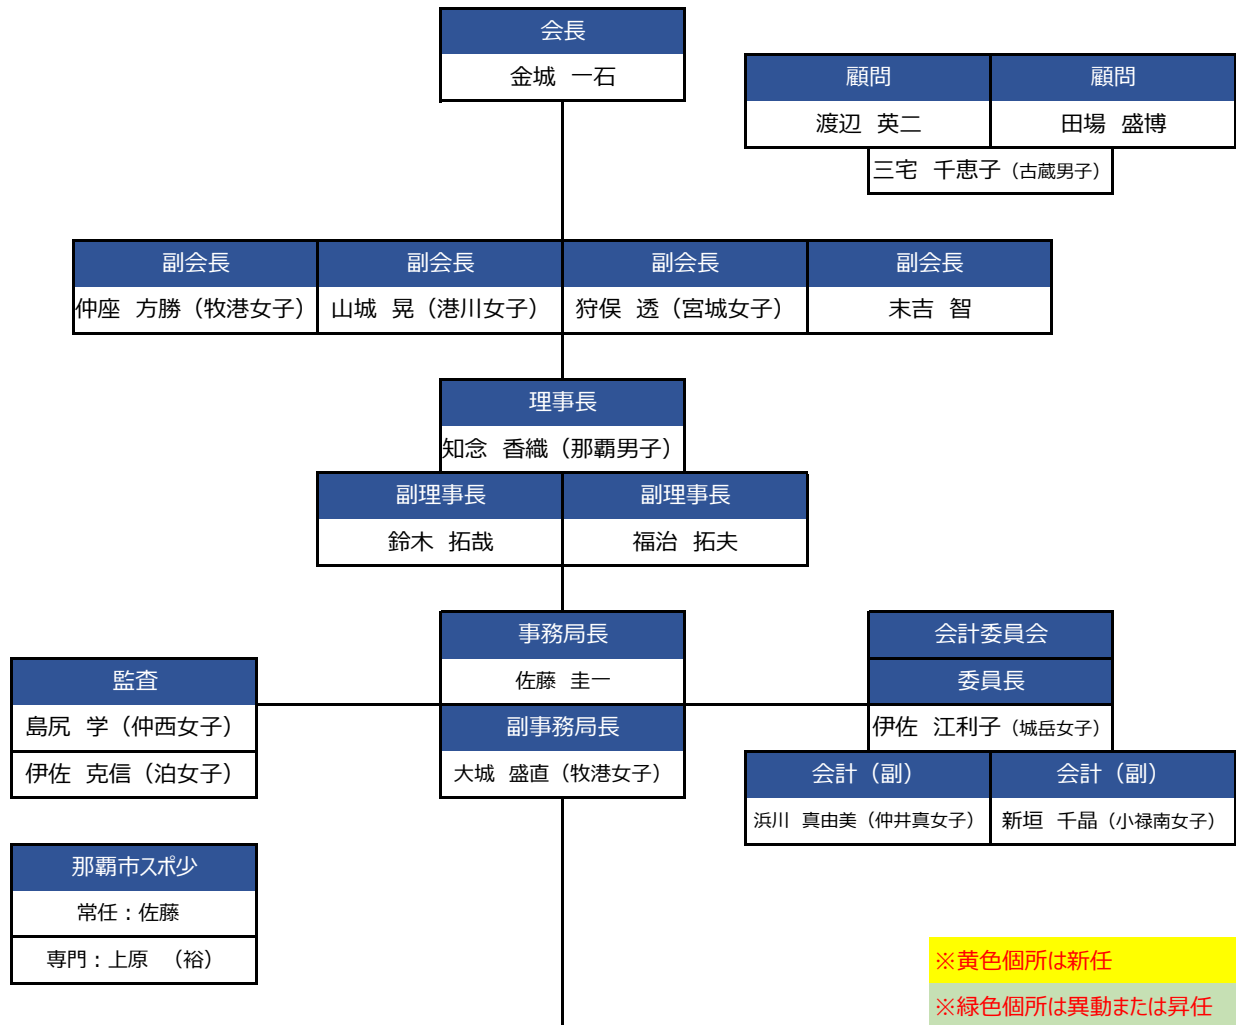 会長
金城 一石
顧問 顧問
渡辺 英二 田場 盛博
三宅 千恵子（古蔵男子）
副会長 副会長 副会長 副会長
仲座 方勝（牧港女子） 山城 晃（港川女子） 狩俣 透（宮城女子） 末吉 智
理事長
知念 香織（那覇男子）
副理事長 副理事長
鈴木 拓哉 福治 拓夫
事務局長
佐藤 圭一
副事務局長
大城 盛直（牧港女子）
会計委員会
委員長
伊佐 江利子（城岳女子）
会計（副） 会計（副）
浜川 真由美（仲井真女子） 新垣 千晶（小禄南女子）
監査
島尻 学（仲西女子）
伊佐 克信（泊女子）
那覇市スポ少
常任：佐藤
専門：上原 （裕）
※黄色個所は新任
※緑色個所は異動または昇任